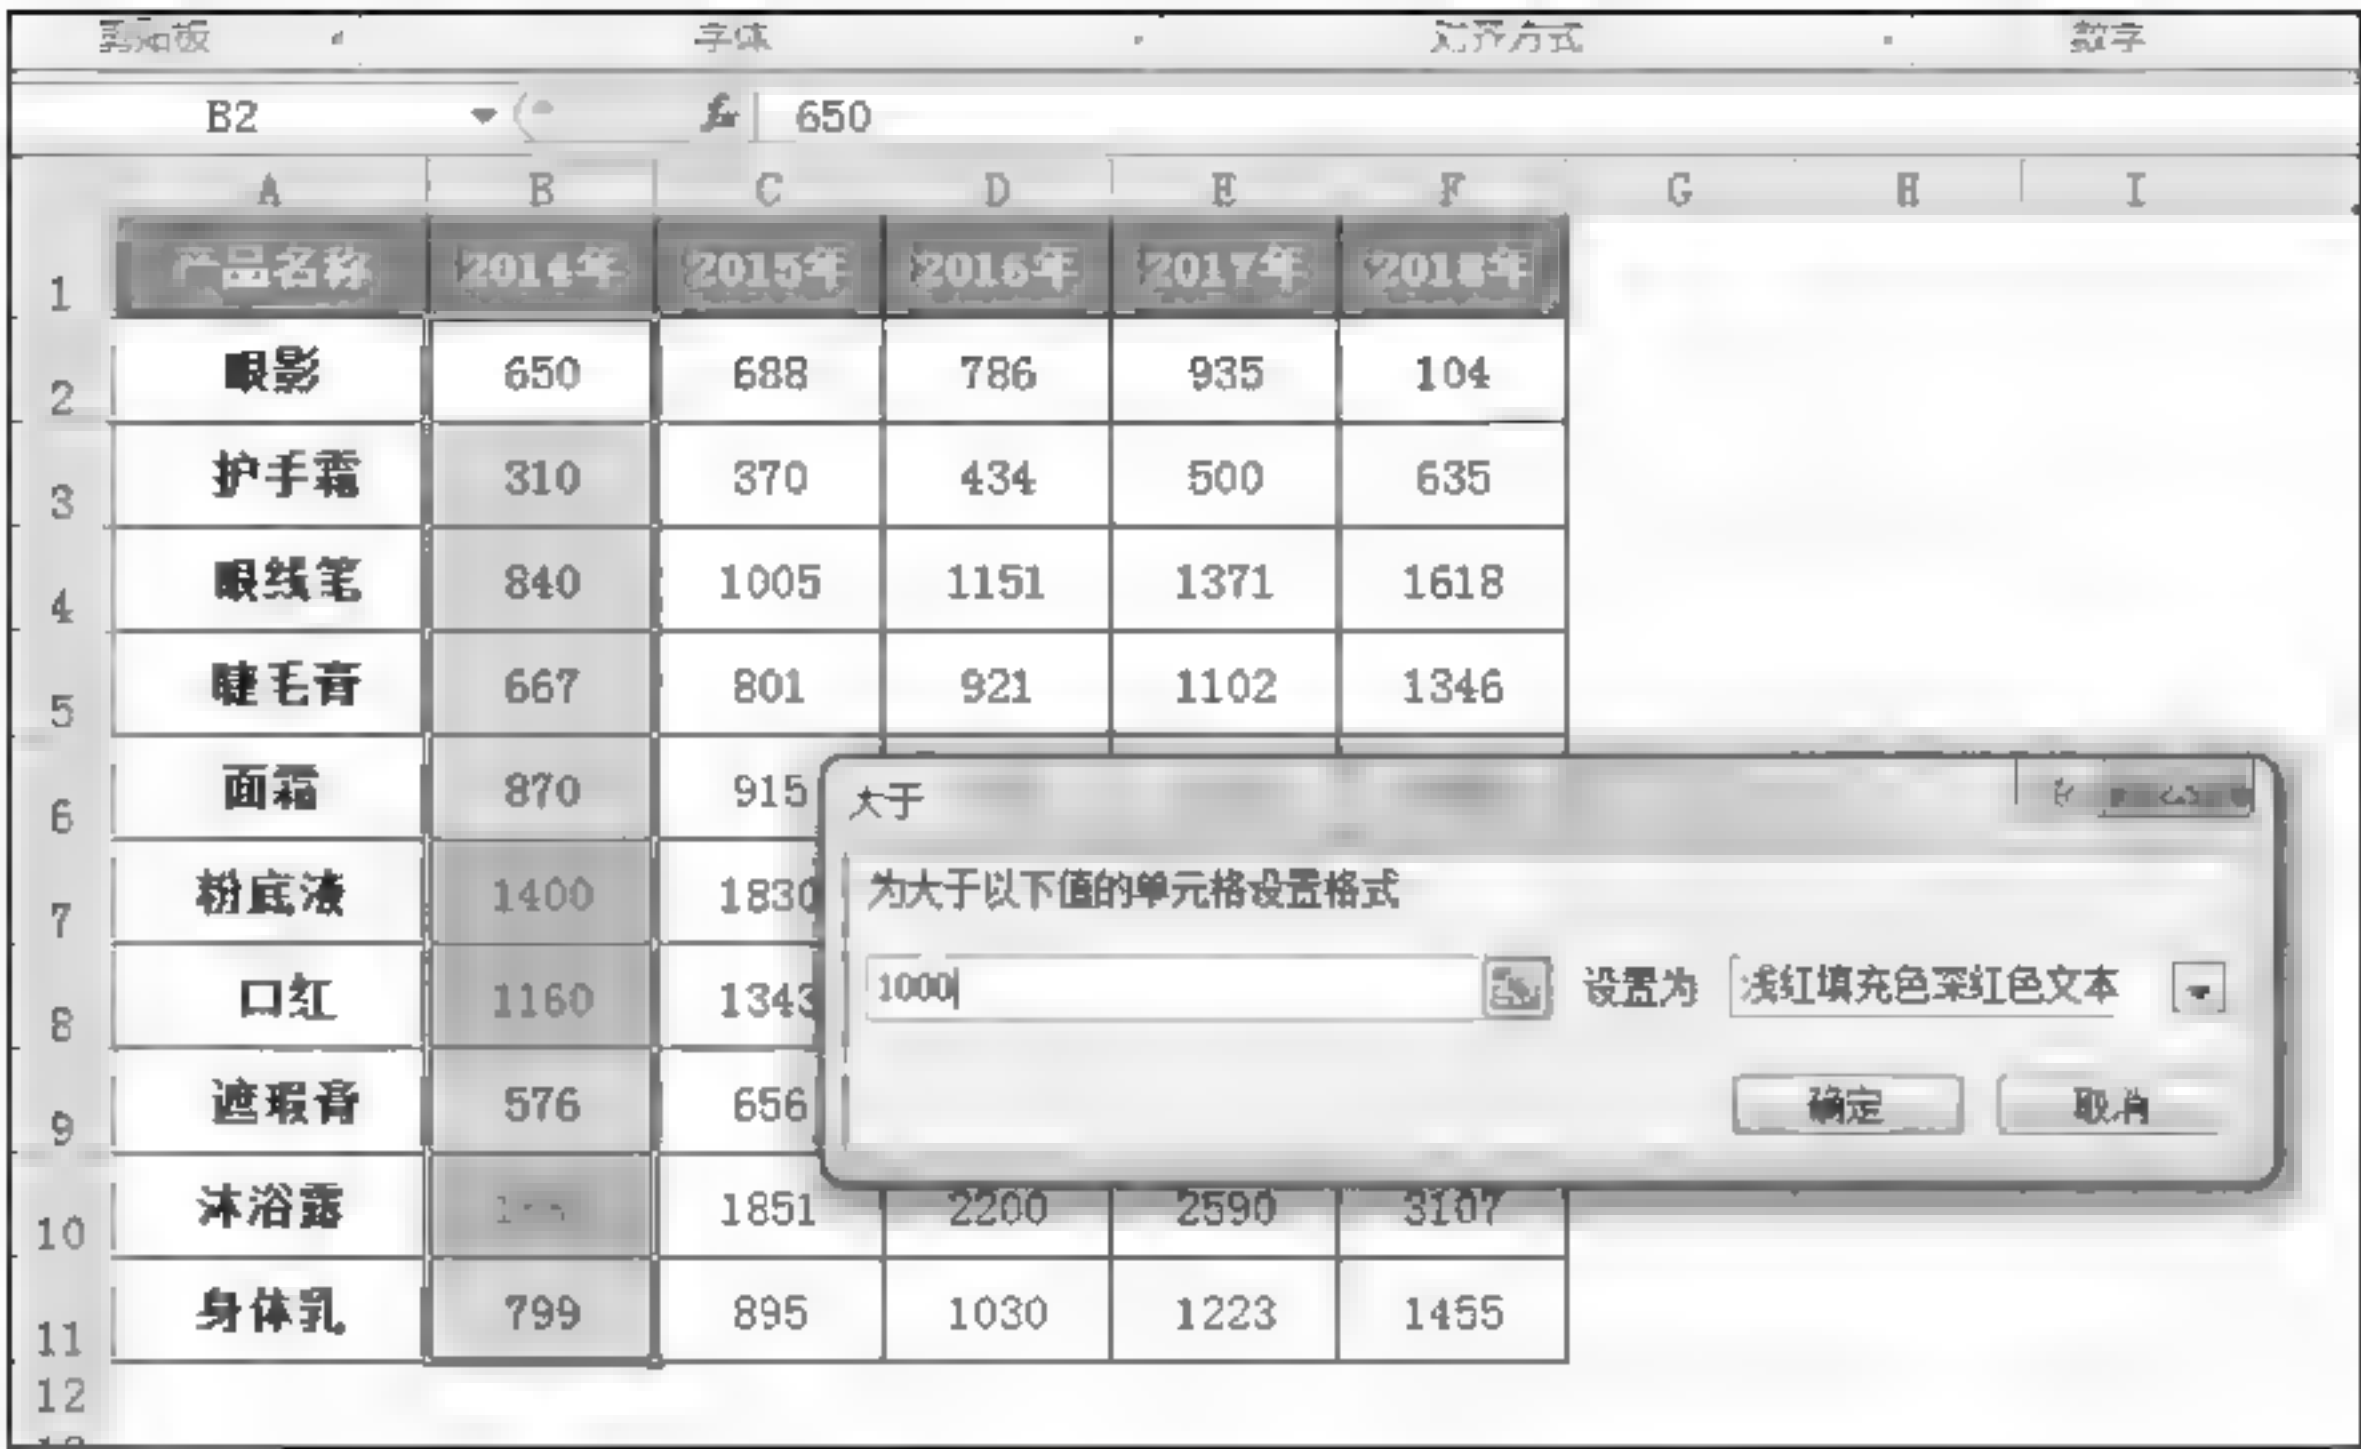 剪贴板 字体 对齐方式 数字
B2 650
A B C D E F G H I
1 产品名称 2014年 2015年 2016年 2017年 2018年
2 眼影 650 688 786 935 104
3 护手霜 310 370 434 500 635
4 眼线笔 840 1005 1151 1371 1618
5 睫毛膏 667 801 921 1102 1346
6 面霜 870 915
大于
7 粉底液 1400 1830
为大于以下值的单元格设置格式
8 口红 1160 1343
1000 设置为 浅红填充色深红色文本
9 遮瑕膏 576 656
确定 取消
10 沐浴露 1851 2200 2590 3107
11 身体乳 799 895 1030 1223 1455
12